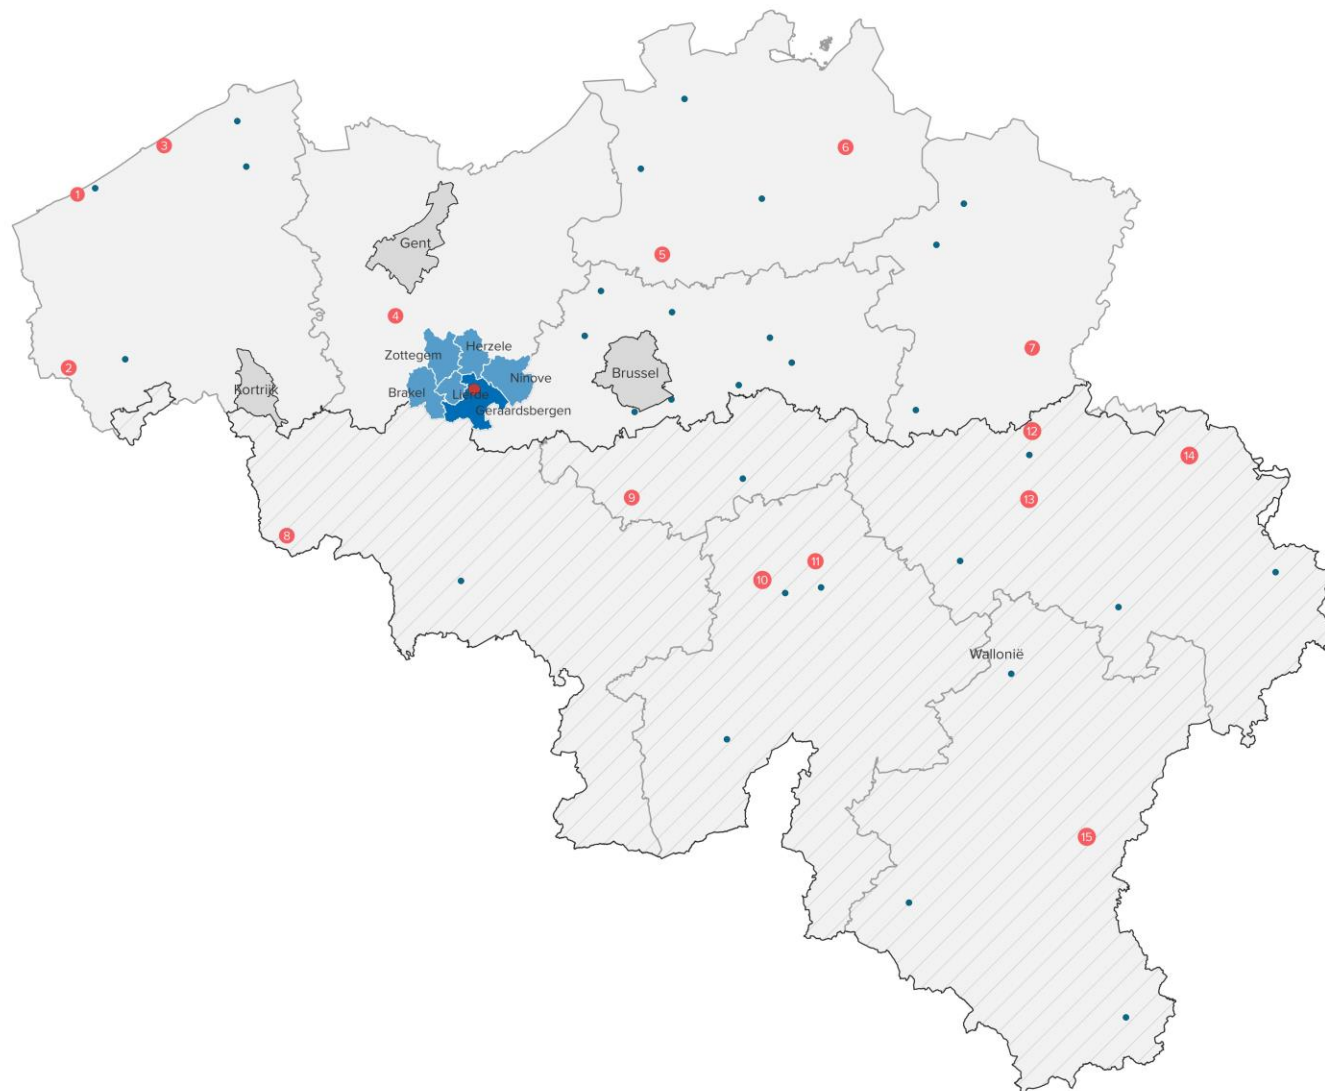 3
6
1
Gent
5
4
Herzele
Zottegem
7
2
Brussel
Ninove
Kortrijk
Brakel
Lierde
Geraardsbergen
12
14
9
13
8
11
10
Wallonië
15